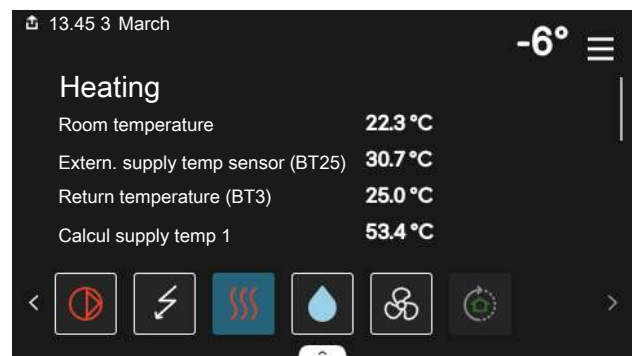 13.45 3 March
-6°
Heating
Room temperature 22.3 °C
Extern. supply temp sensor (BT25) 30.7 °C
Return temperature (BT3) 25.0 °C
Calcul supply temp 1 53.4 °C